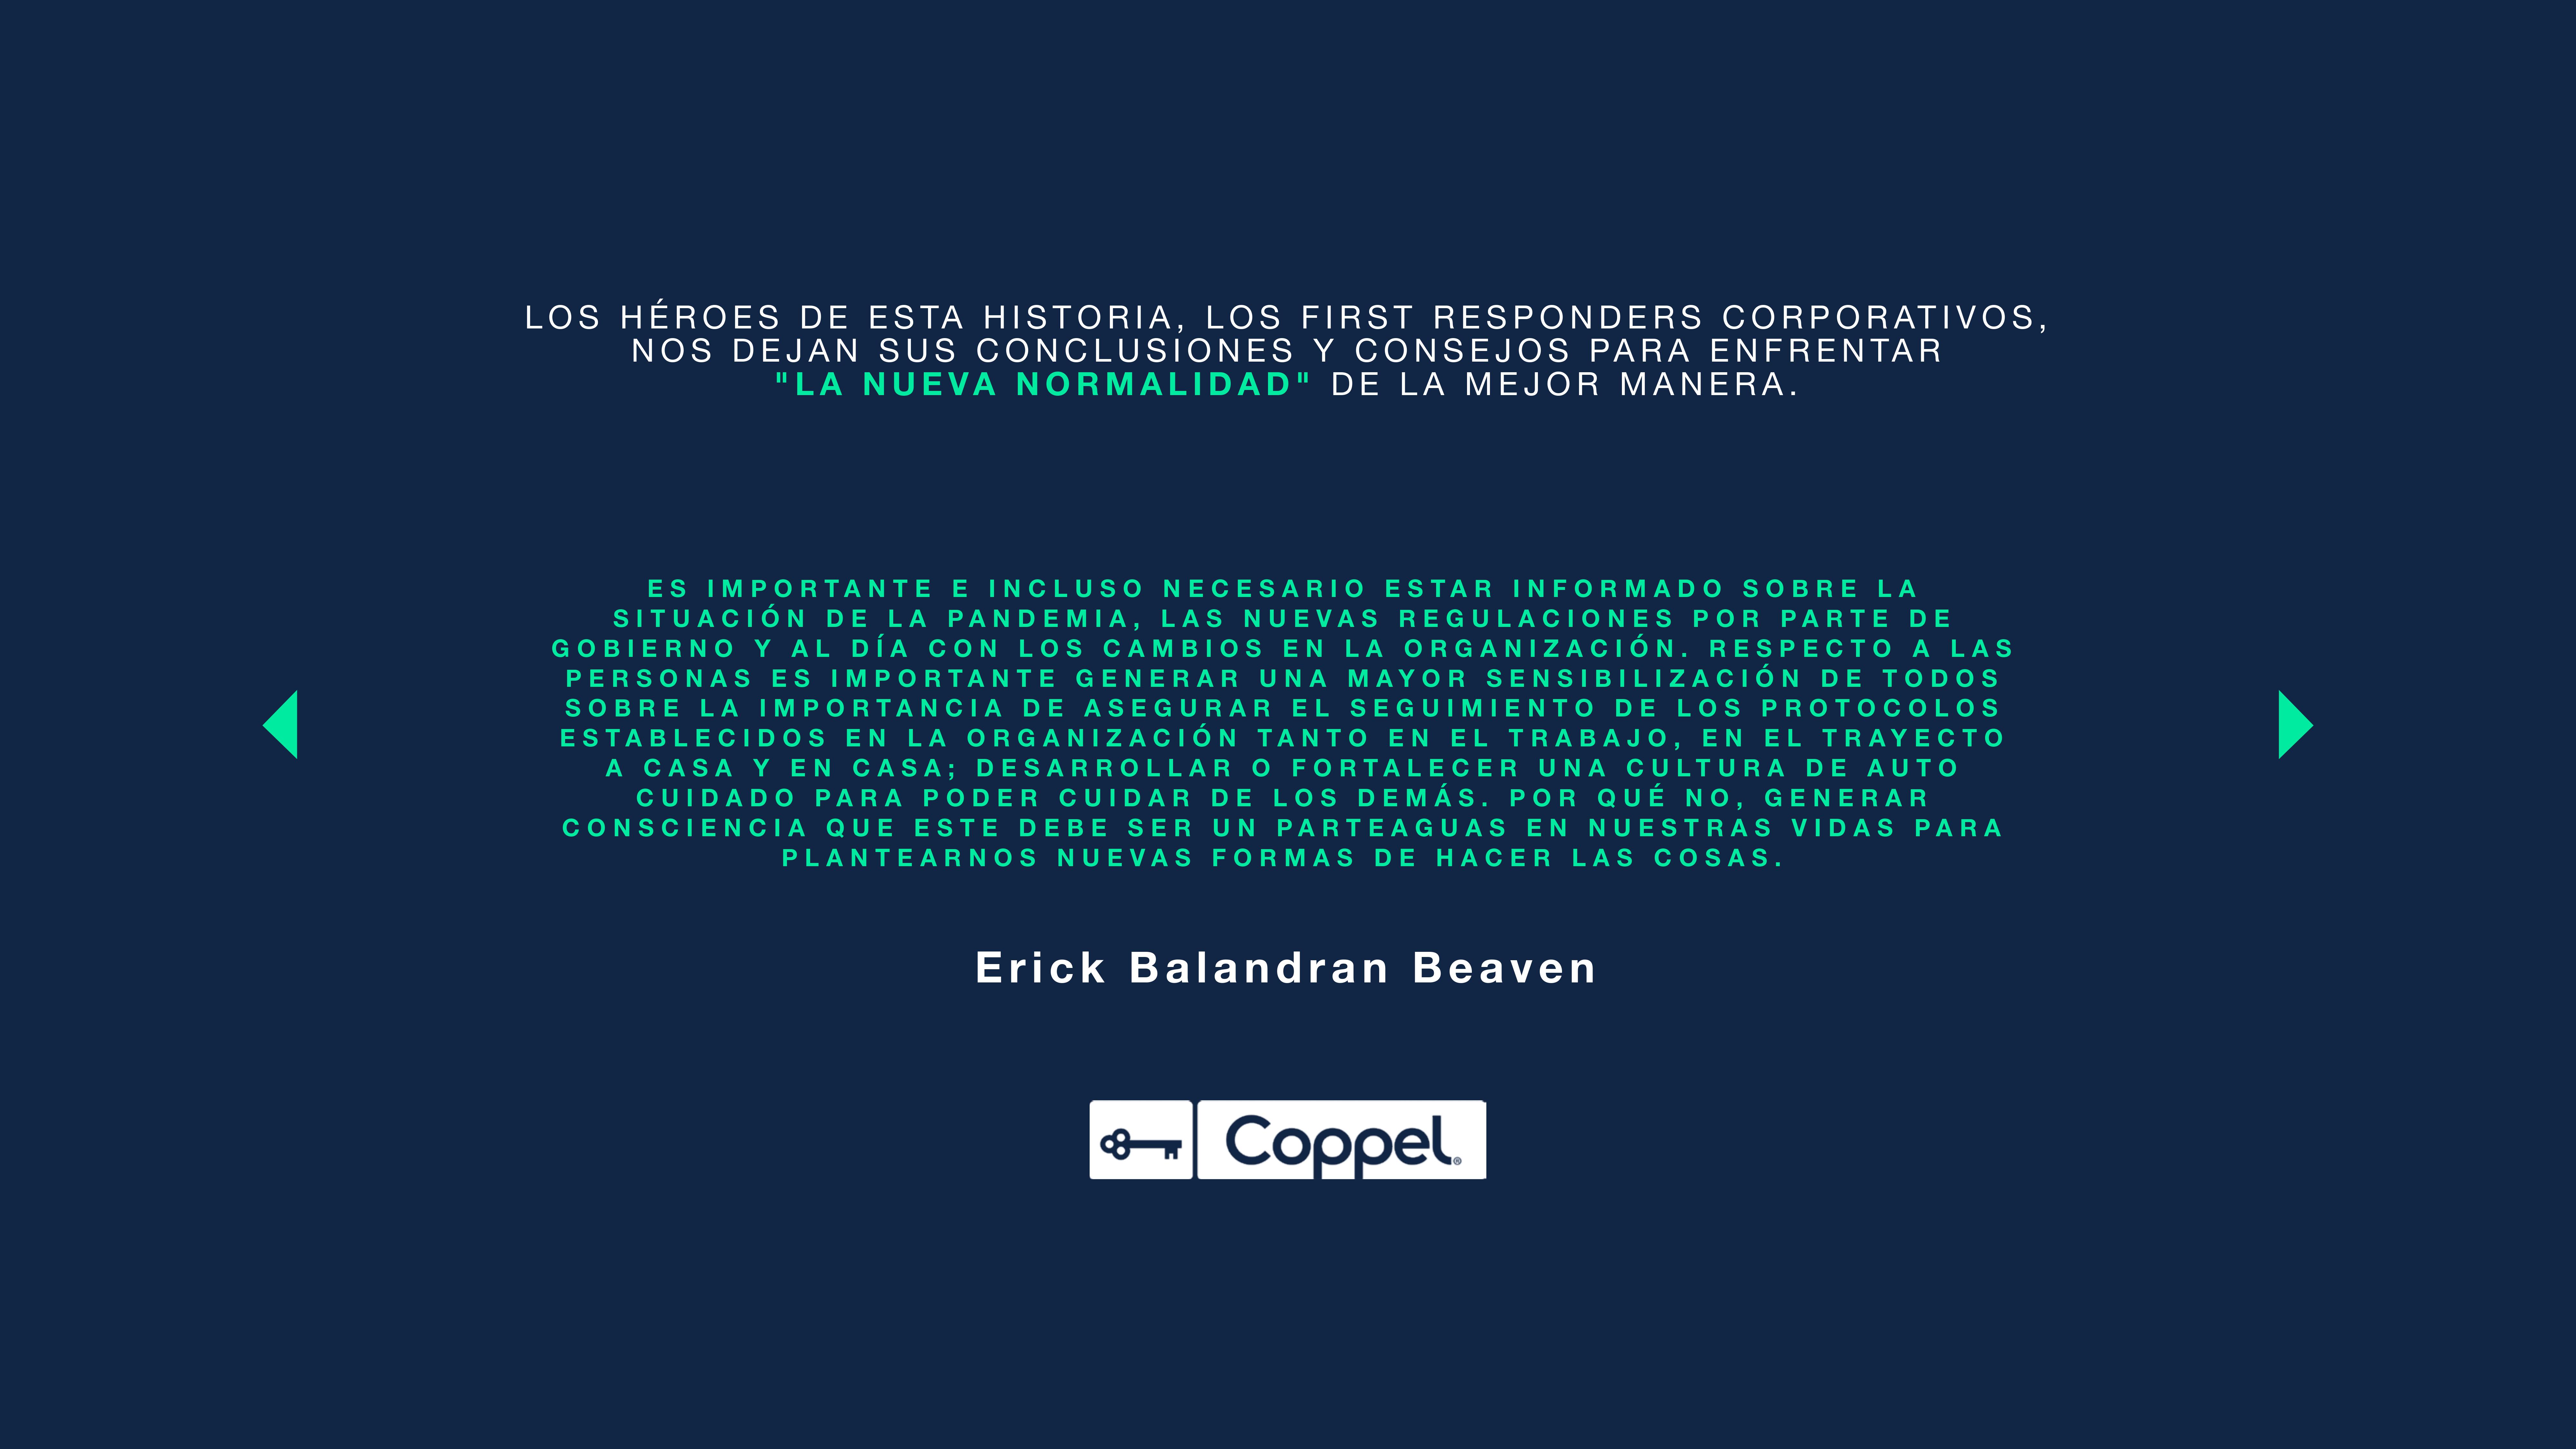 LOS HÉROES DE ESTA HISTORIA, LOS FIRST RESPONDERS CORPORATIVOS,
NOS DEJAN SUS CONCLUSIONES Y CONSEJOS PARA ENFRENTAR
"LA NUEVA NORMALIDAD" DE LA MEJOR MANERA.
ES IMPORTANTE E INCLUSO NECESARIO ESTAR INFORMADO SOBRE LA
SITUACIÓN DE LA PANDEMIA, LAS NUEVAS REGULACIONES POR PARTE DE
GOBIERNO Y AL DÍA CON LOS CAMBIOS EN LA ORGANIZACIÓN. RESPECTO A LAS
PERSONAS ES IMPORTANTE GENERAR UNA MAYOR SENSIBILIZACIÓN DE TODOS
SOBRE LA IMPORTANCIA DE ASEGURAR EL SEGUIMIENTO DE LOS PROTOCOLOS
ESTABLECIDOS EN LA ORGANIZACIÓN TANTO EN EL TRABAJO, EN EL TRAYECTO
A CASA Y EN CASA; DESARROLLAR O FORTALECER UNA CULTURA DE AUTO
CUIDADO PARA PODER CUIDAR DE LOS DEMÁS. POR QUÉ NO, GENERAR
CONSCIENCIA QUE ESTE DEBE SER UN PARTEAGUAS EN NUESTRAS VIDAS PARA
PLANTEARNOS NUEVAS FORMAS DE HACER LAS COSAS.
Erick Balandran Beaven
Coppel®